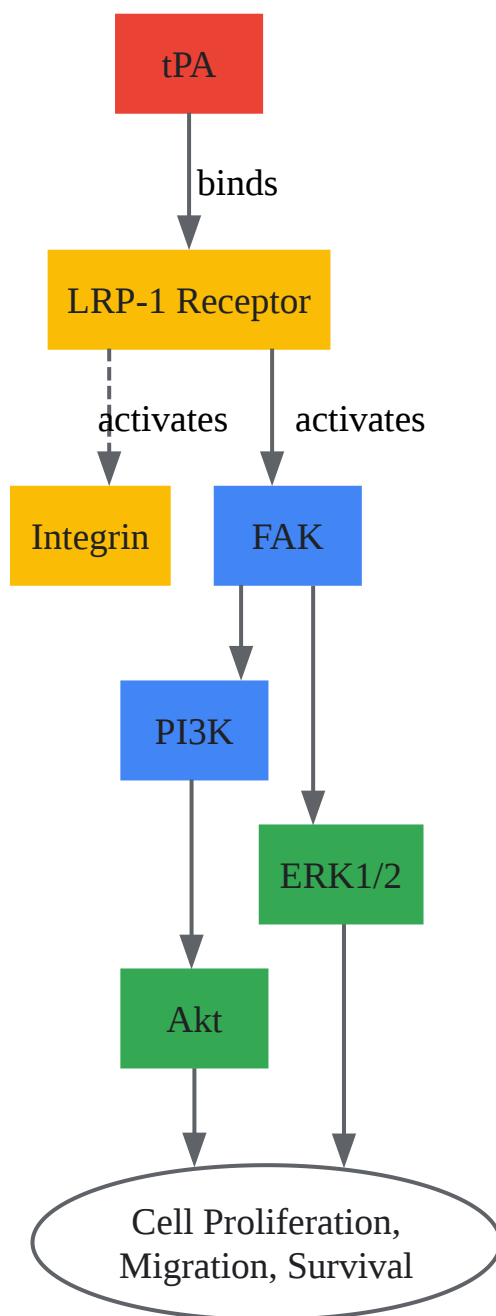 tPA
binds
LRP-1 Receptor
activates
activates
Integrin
FAK
PI3K
ERK1/2
Akt
Cell Proliferation,
Migration, Survival